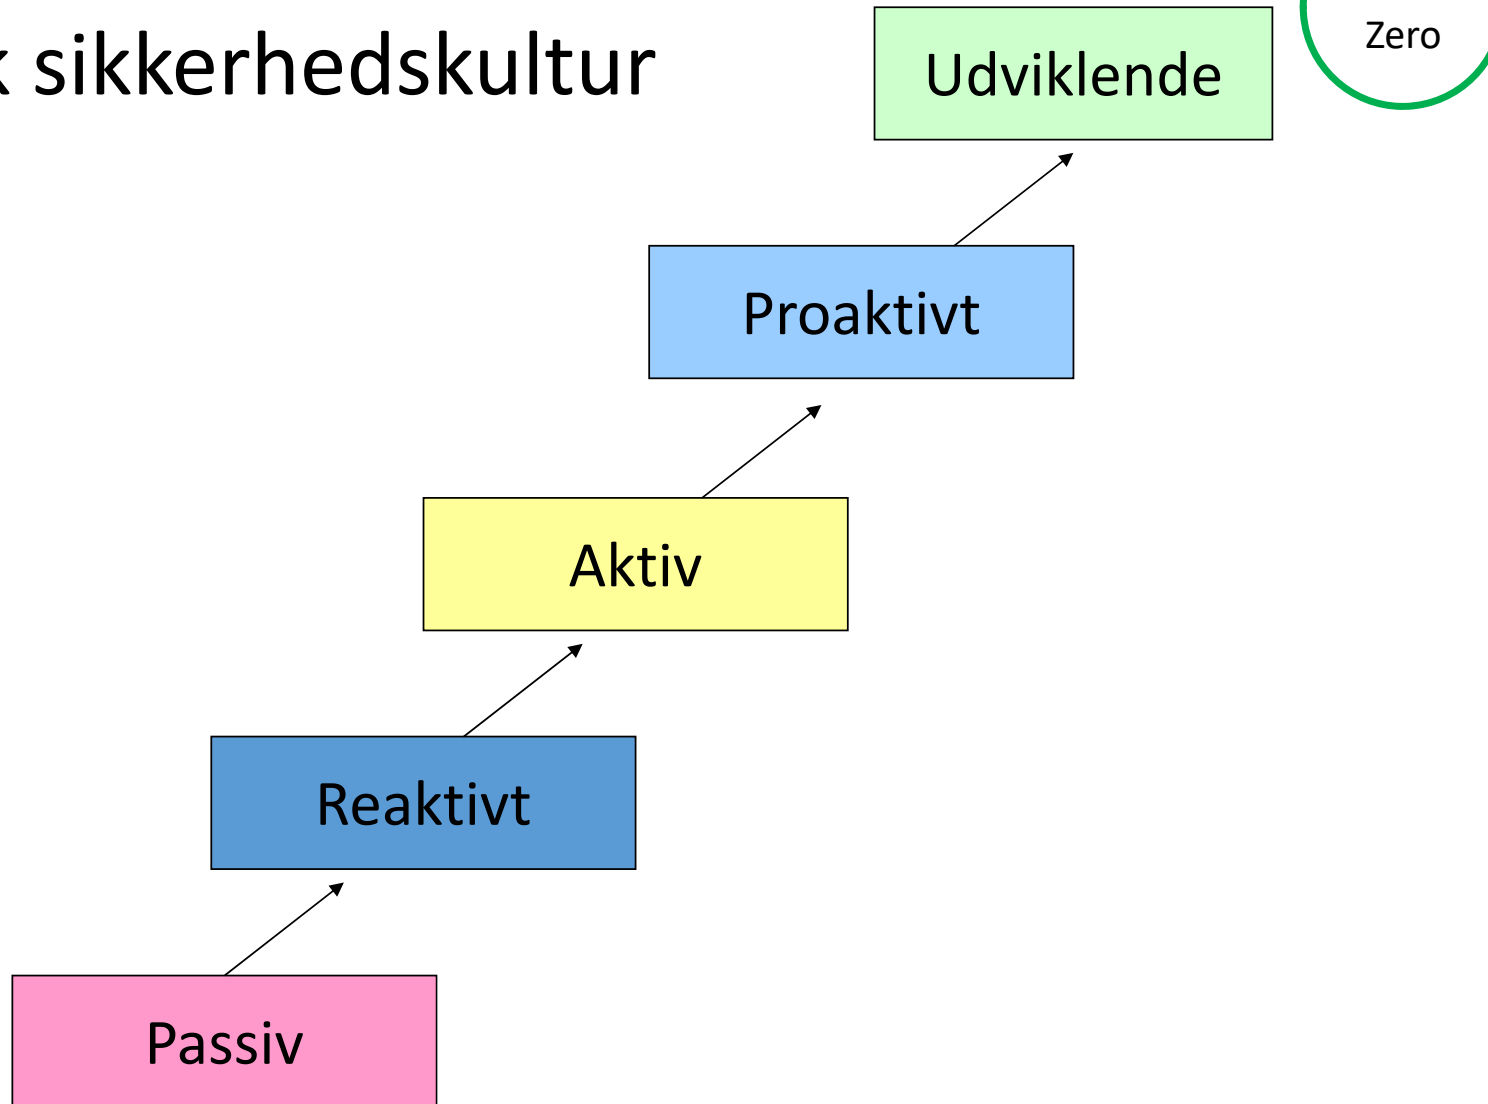 k sikkerhedskultur
Zero
Udviklende
Proaktivt
Aktiv
Reaktivt
Passiv